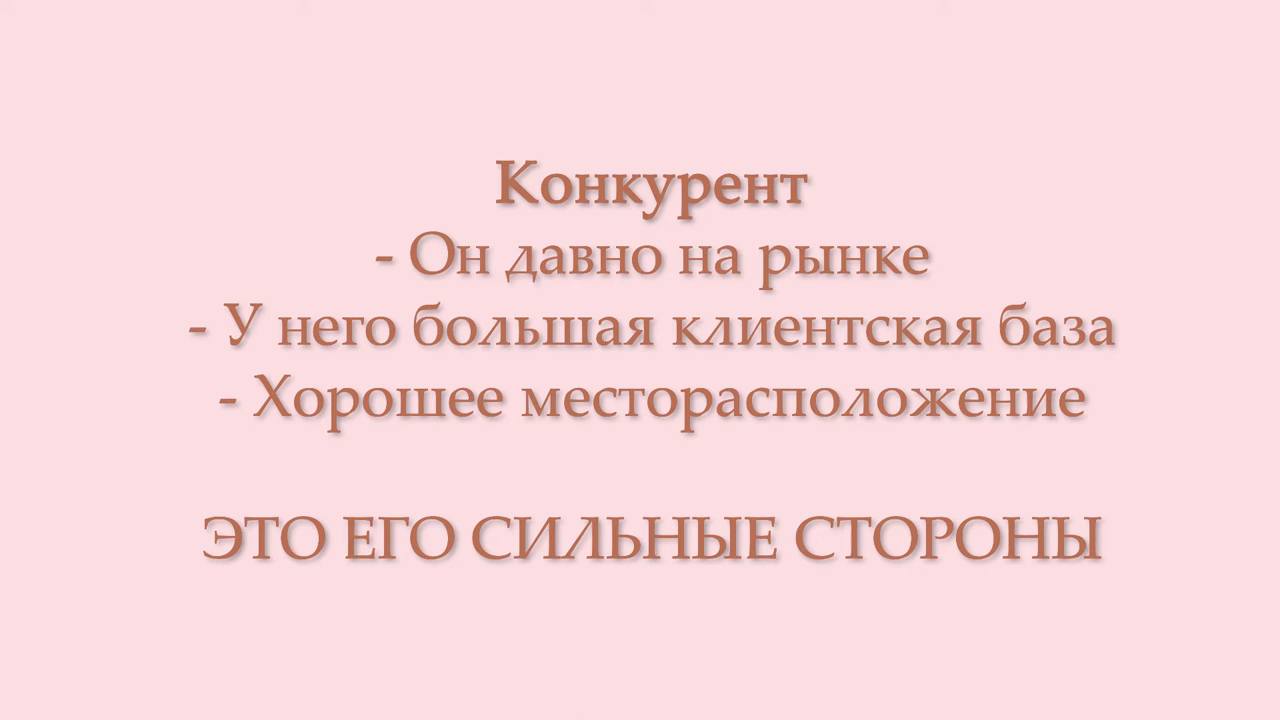 Конкурент
- Он давно на рынке
- У него большая клиентская база
- Хорошее месторасположение
ЭТО ЕГО СИЛЬНЫЕ СТОРОНЫ